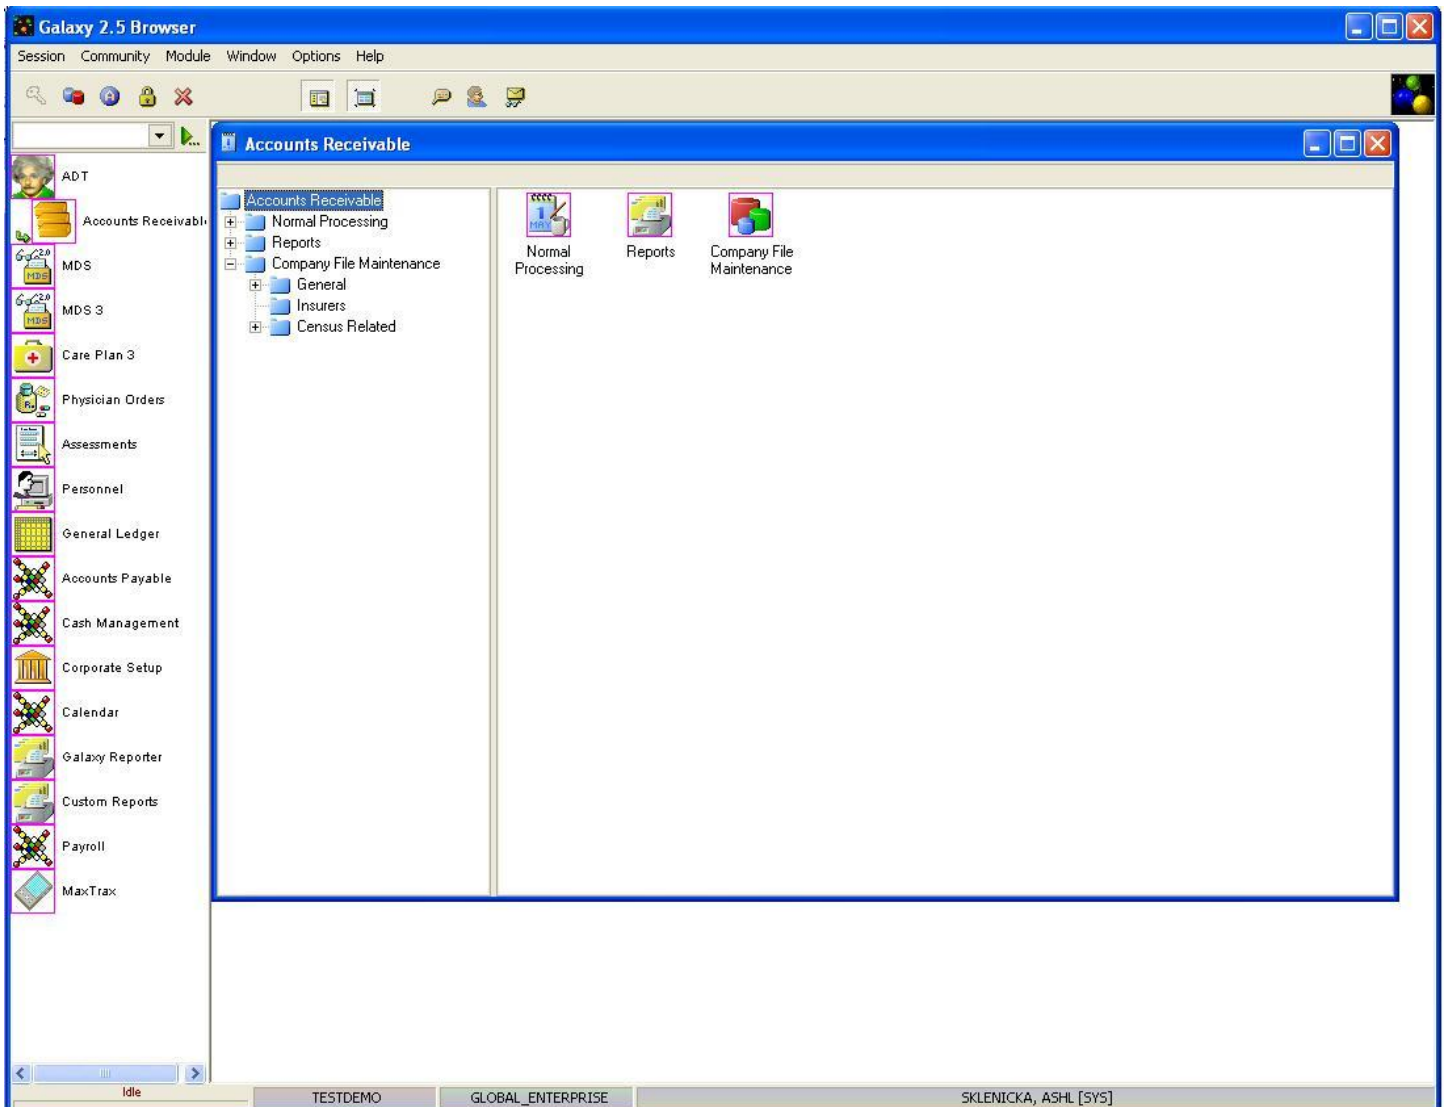 Galaxy 2.5 Browser
Session Community Module Window Options Help
Accounts Receivable
ADT
Accounts Receivabl
MDS
MDS 3
Care Plan 3
Physician Orders
Assessments
Personnel
General Ledger
Accounts Payable
Cash Management
Corporate Setup
Calendar
Galaxy Reporter
Custom Reports
Payroll
MaxTrax
Accounts Receivable
Normal Processing
Reports
Company File Maintenance
General
Insurers
Census Related
Normal
Processing
Reports
Company File
Maintenance
Idle
TESTDEMO
GLOBAL_ENTERPRISE
SKLENICKA, ASHL [SYS]